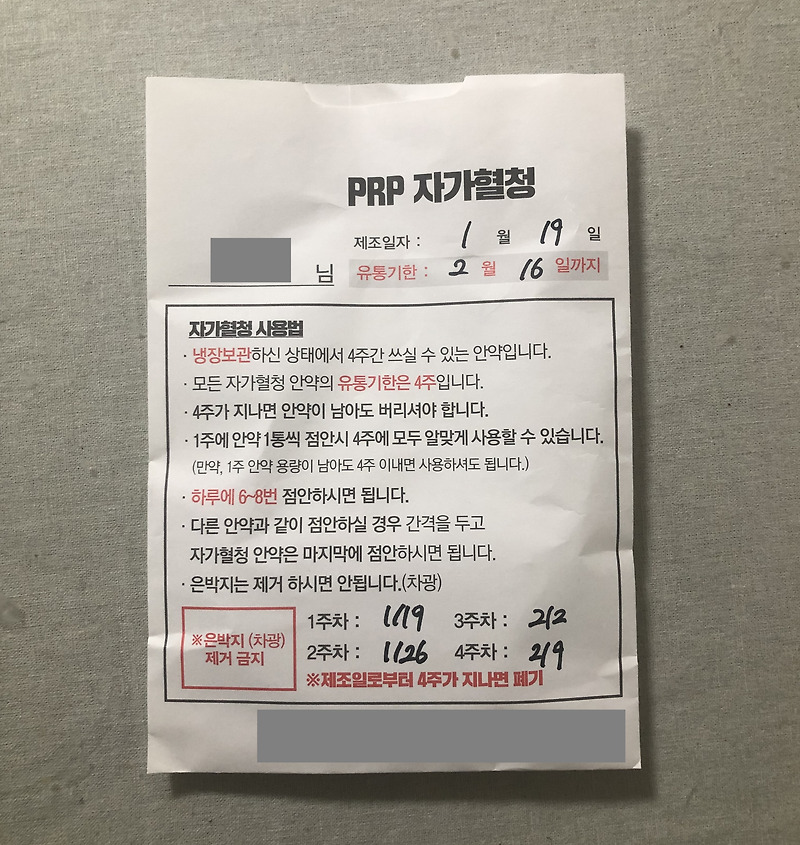 PRP 자가혈청
제조일자 : 1 월 19 일
님 유통기한 : 2 월 16 일까지
자가혈청 사용법
· 냉장보관하신 상태에서 4주간 쓰실 수 있는 안약입니다.
· 모든 자가혈청 안약의 유통기한은 4주입니다.
· 4주가 지나면 안약이 남아도 버리셔야 합니다.
· 1주에 안약 1통씩 점안시 4주에 모두 알맞게 사용할 수 있습니다.
(만약, 1주 안약 용량이 남아도 4주 이내면 사용하셔도 됩니다.)
· 하루에 6~8번 점안하시면 됩니다.
· 다른 안약과 같이 점안하실 경우 간격을 두고
자가혈청 안약은 마지막에 점안하시면 됩니다.
· 은박지는 제거 하시면 안됩니다.(차광)
※은박지 (차광)
제거 금지
1주차 : 1/19 3주차 : 2/2
2주차 : 1/26 4주차 : 2/9
※제조일로부터 4주가 지나면 폐기